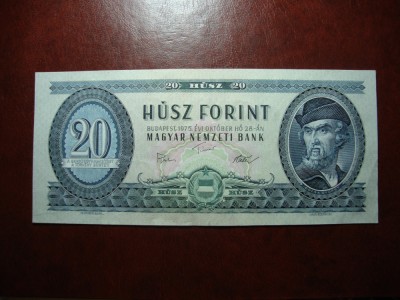 20 HÚSZ 20
HÚSZ FORINT
BUDAPEST, 1975. ÉVI OKTÓBER HÓ 28-ÁN
MAGYAR NEMZETI BANK
20
HÚSZ HÚSZ